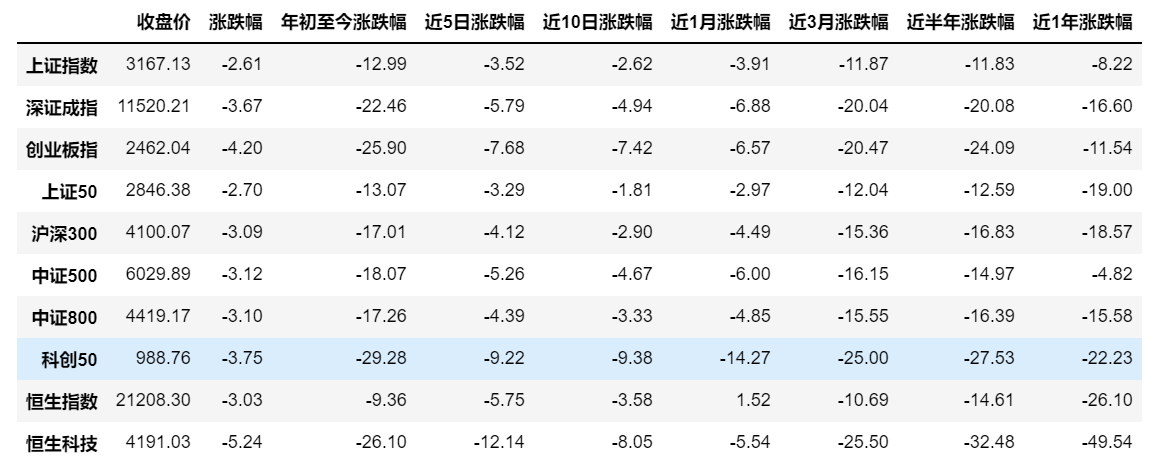 收盘价 涨跌幅 年初至今涨跌幅 近5日涨跌幅 近10日涨跌幅 近1月涨跌幅 近3月涨跌幅 近半年涨跌幅 近1年涨跌幅
上证指数 3167.13 -2.61 -12.99 -3.52 -2.62 -3.91 -11.87 -11.83 -8.22
深证成指 11520.21 -3.67 -22.46 -5.79 -4.94 -6.88 -20.04 -20.08 -16.60
创业板指 2462.04 -4.20 -25.90 -7.68 -7.42 -6.57 -20.47 -24.09 -11.54
上证50 2846.38 -2.70 -13.07 -3.29 -1.81 -2.97 -12.04 -12.59 -19.00
沪深300 4100.07 -3.09 -17.01 -4.12 -2.90 -4.49 -15.36 -16.83 -18.57
中证500 6029.89 -3.12 -18.07 -5.26 -4.67 -6.00 -16.15 -14.97 -4.82
中证800 4419.17 -3.10 -17.26 -4.39 -3.33 -4.85 -15.55 -16.39 -15.58
科创50 988.76 -3.75 -29.28 -9.22 -9.38 -14.27 -25.00 -27.53 -22.23
恒生指数 21208.30 -3.03 -9.36 -5.75 -3.58 1.52 -10.69 -14.61 -26.10
恒生科技 4191.03 -5.24 -26.10 -12.14 -8.05 -5.54 -25.50 -32.48 -49.54